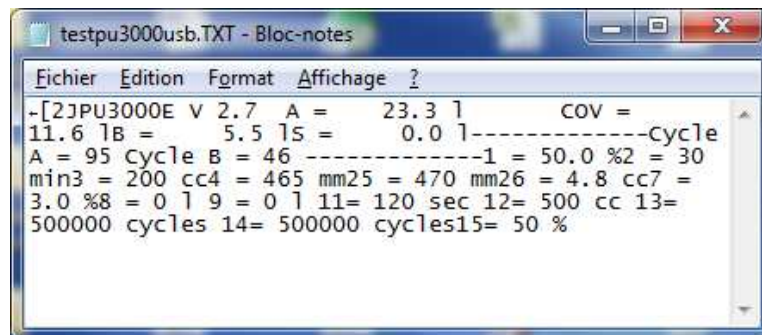 testpu3000usb.TXT - Bloc-notes
Fichier Edition Format Affichage ?
←[2JPU3000E V 2.7 A = 23.3 l COV =
11.6 lB = 5.5 lS = 0.0 l-------------Cycle
A = 95 Cycle B = 46 -------------1 = 50.0 %2 = 30
min3 = 200 cc4 = 465 mm25 = 470 mm26 = 4.8 cc7 =
3.0 %8 = 0 l 9 = 0 l 11= 120 sec 12= 500 cc 13=
500000 cycles 14= 500000 cycles15= 50 %